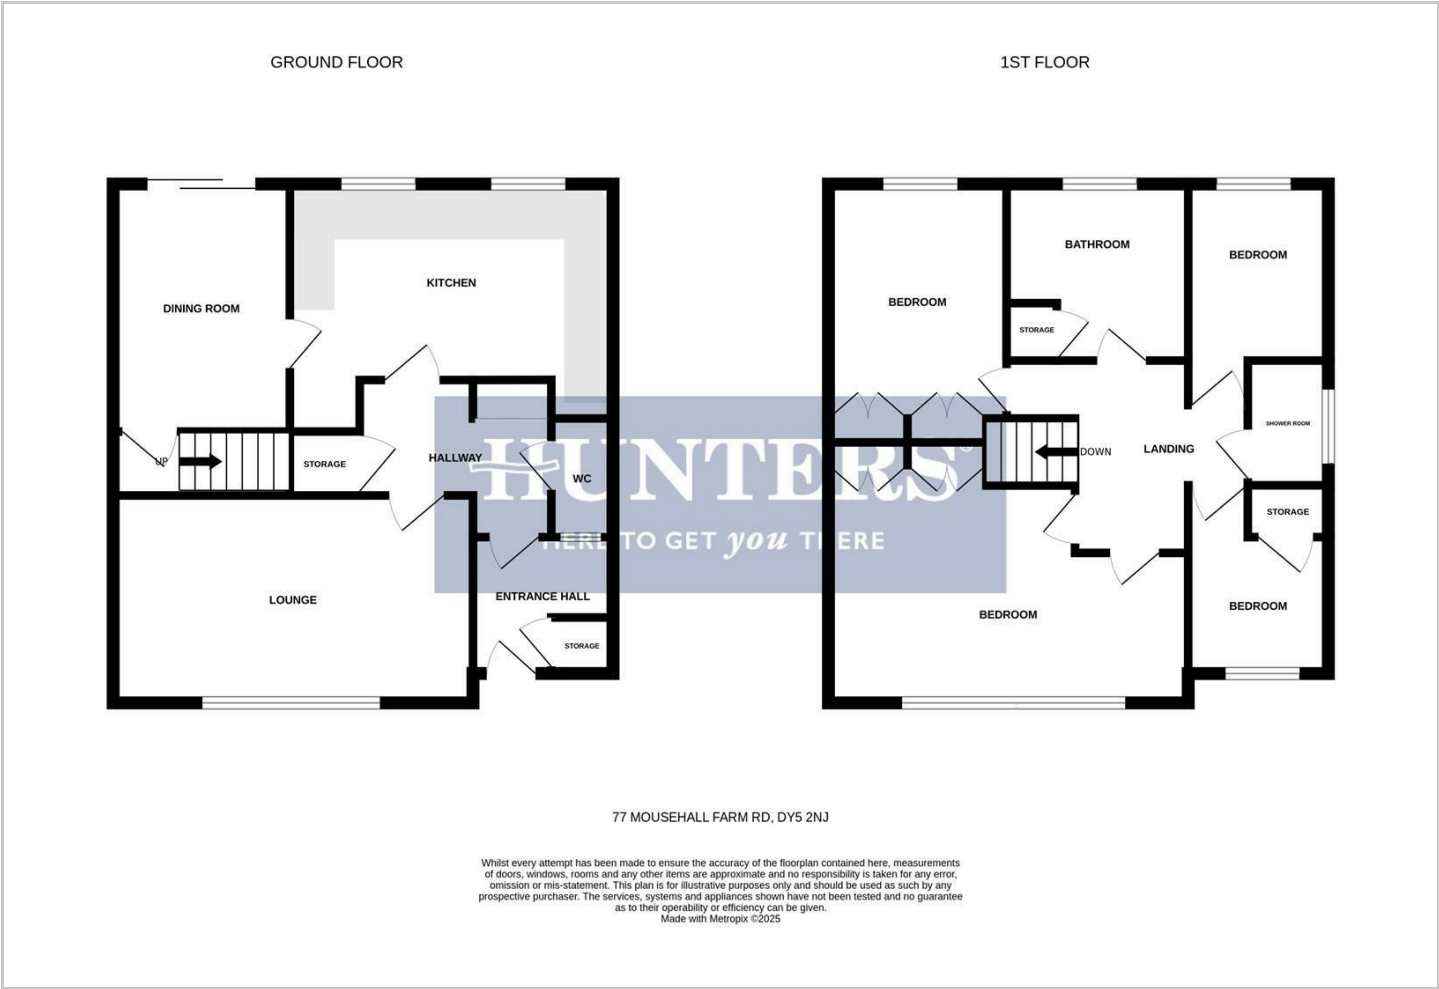 GROUND FLOOR
1ST FLOOR
DINING ROOM
KITCHEN
UP
STORAGE
HALLWAY
WC
LOUNGE
ENTRANCE HALL
STORAGE
BEDROOM
BATHROOM
BEDROOM
STORAGE
SHOWER ROOM
DOWN
LANDING
STORAGE
BEDROOM
BEDROOM
HUNTERS®
HERE TO GET you THERE
77 MOUSEHALL FARM RD, DY5 2NJ
Whilst every attempt has been made to ensure the accuracy of the floorplan contained here, measurements
of doors, windows, rooms and any other items are approximate and no responsibility is taken for any error,
omission or mis-statement. This plan is for illustrative purposes only and should be used as such by any
prospective purchaser. The services, systems and appliances shown have not been tested and no guarantee
as to their operability or efficiency can be given.
Made with Metropix ©2025